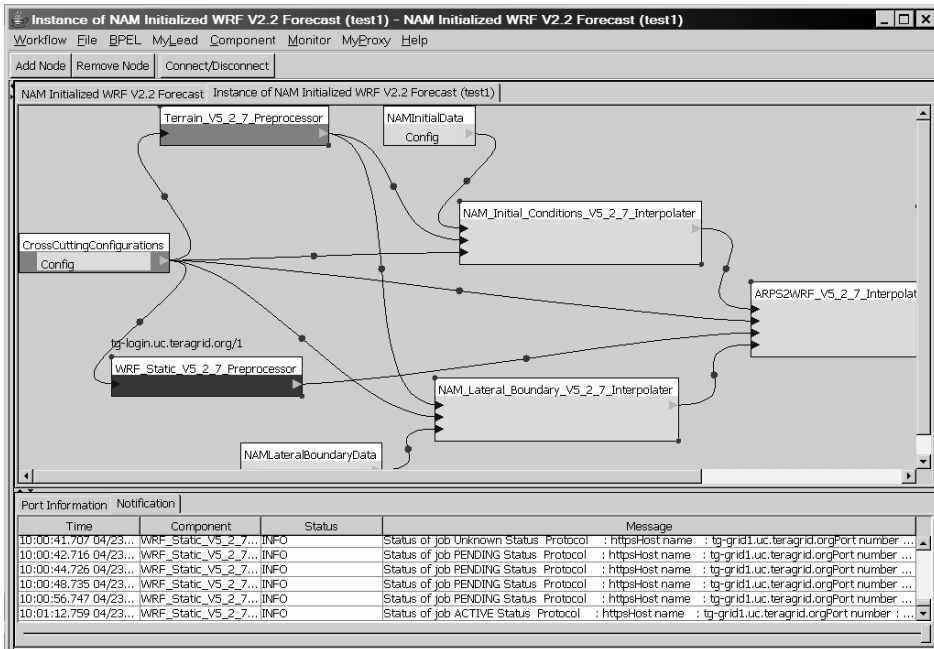 Instance of NAM Initialized WRF V2.2 Forecast (test1) - NAM Initialized WRF V2.2 Forecast (test1)
Workflow File BPEL MyLead Component Monitor MyProxy Help
Add Node Remove Node Connect/Disconnect
NAM Initialized WRF V2.2 Forecast Instance of NAM Initialized WRF V2.2 Forecast (test1)
Terrain_V5_2_7_Preprocessor
NAMInitialData
Config
NAM_Initial_Conditions_V5_2_7_Interpolater
CrossCuttingConfigurations
Config
ARPS2WRF_V5_2_7_Interpolat
tg-login.uc.teragrid.org/1
WRF_Static_V5_2_7_Preprocessor
NAM_Lateral_Boundary_V5_2_7_Interpolater
NAMLateralBoundaryData
Port Information Notification
Time Component Status Message
10:00:41.707 04/23... WRF_Static_V5_2_7... INFO Status of job Unknown Status Protocol : httpsHost name : tg-grid1.uc.teragrid.orgPort number ...
10:00:42.716 04/23... WRF_Static_V5_2_7... INFO Status of job PENDING Status Protocol : httpsHost name : tg-grid1.uc.teragrid.orgPort number ...
10:00:44.726 04/23... WRF_Static_V5_2_7... INFO Status of job PENDING Status Protocol : httpsHost name : tg-grid1.uc.teragrid.orgPort number ...
10:00:48.735 04/23... WRF_Static_V5_2_7... INFO Status of job PENDING Status Protocol : httpsHost name : tg-grid1.uc.teragrid.orgPort number ...
10:00:56.747 04/23... WRF_Static_V5_2_7... INFO Status of job PENDING Status Protocol : httpsHost name : tg-grid1.uc.teragrid.orgPort number ...
10:01:12.759 04/23... WRF_Static_V5_2_7... INFO Status of job ACTIVE Status Protocol : httpsHost name : tg-grid1.uc.teragrid.orgPort number : ...